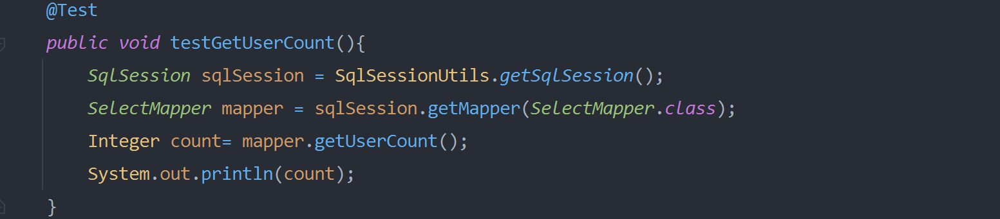 @Test
public void testGetUserCount(){
SqlSession sqlSession = SqlSessionUtils.getSqlSession();
SelectMapper mapper = sqlSession.getMapper(SelectMapper.class);
Integer count= mapper.getUserCount();
System.out.println(count);
}